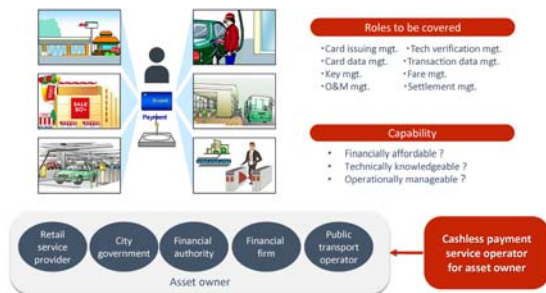 Roles to be covered
・Card issuing mgt.
・Tech verification mgt.
・Card data mgt.
・Transaction data mgt.
・Key mgt.
・Fare mgt.
・O&M mgt.
・Settlement mgt.
SALE
Payment
Capability
• Financially affordable ?
• Technically knowledgeable ?
• Operationally manageable ?
Retail
service
provider
City
government
Financial
authority
Financial
firm
Public
transport
operator
Asset owner
Cashless payment
service operator
for asset owner